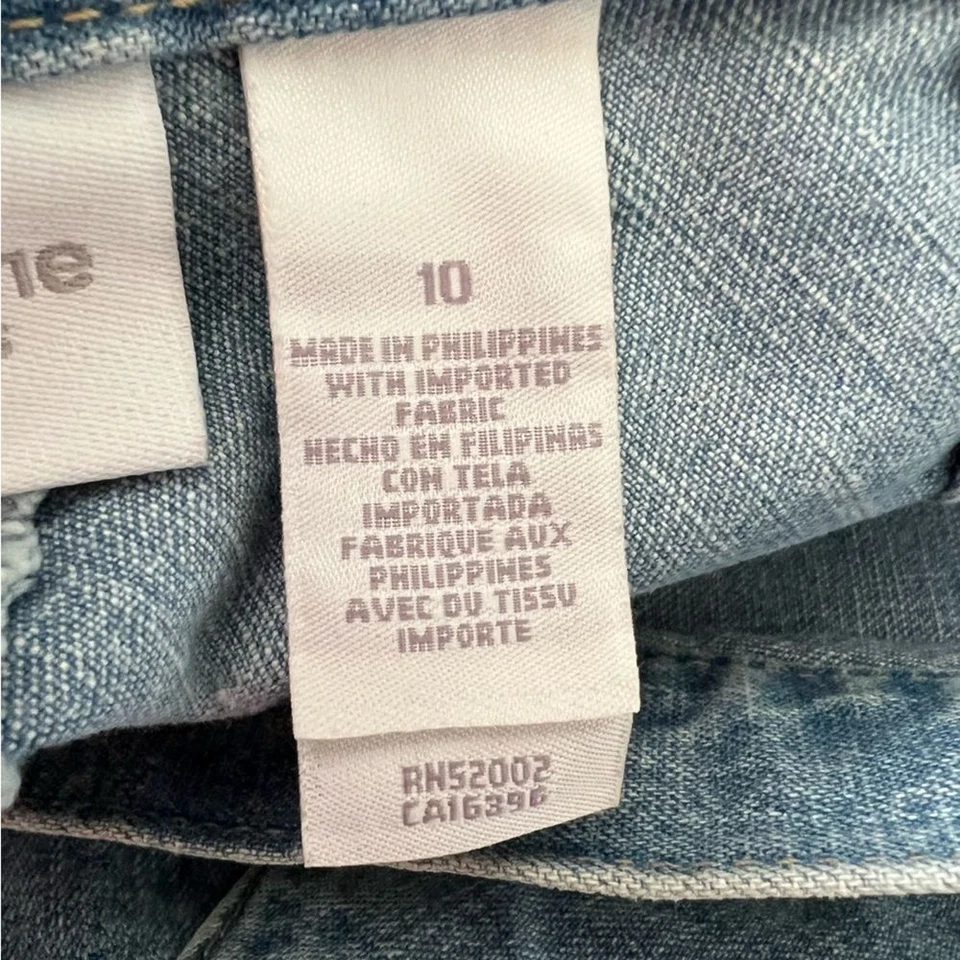 10
MADE IN PHILIPPINES
WITH IMPORTED
FABRIC
HECHO EN FILIPINAS
CON TELA
IMPORTADA
FABRIQUE AUX
PHILIPPINES
AVEC DU TISSU
IMPORTE
RN52002
CA16396